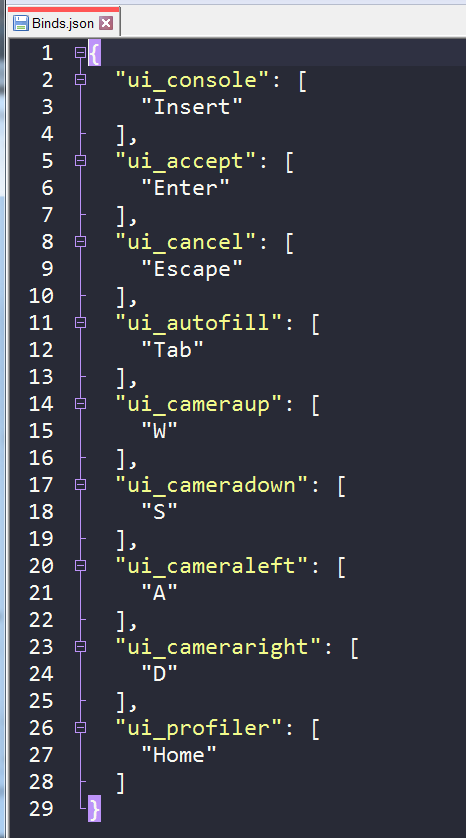 Binds.json
1 {
2 "ui_console": [
3 "Insert"
4 ],
5 "ui_accept": [
6 "Enter"
7 ],
8 "ui_cancel": [
9 "Escape"
10 ],
11 "ui_autofill": [
12 "Tab"
13 ],
14 "ui_cameraup": [
15 "W"
16 ],
17 "ui_cameradown": [
18 "S"
19 ],
20 "ui_cameraleft": [
21 "A"
22 ],
23 "ui_cameraright": [
24 "D"
25 ],
26 "ui_profiler": [
27 "Home"
28 ]
29 }